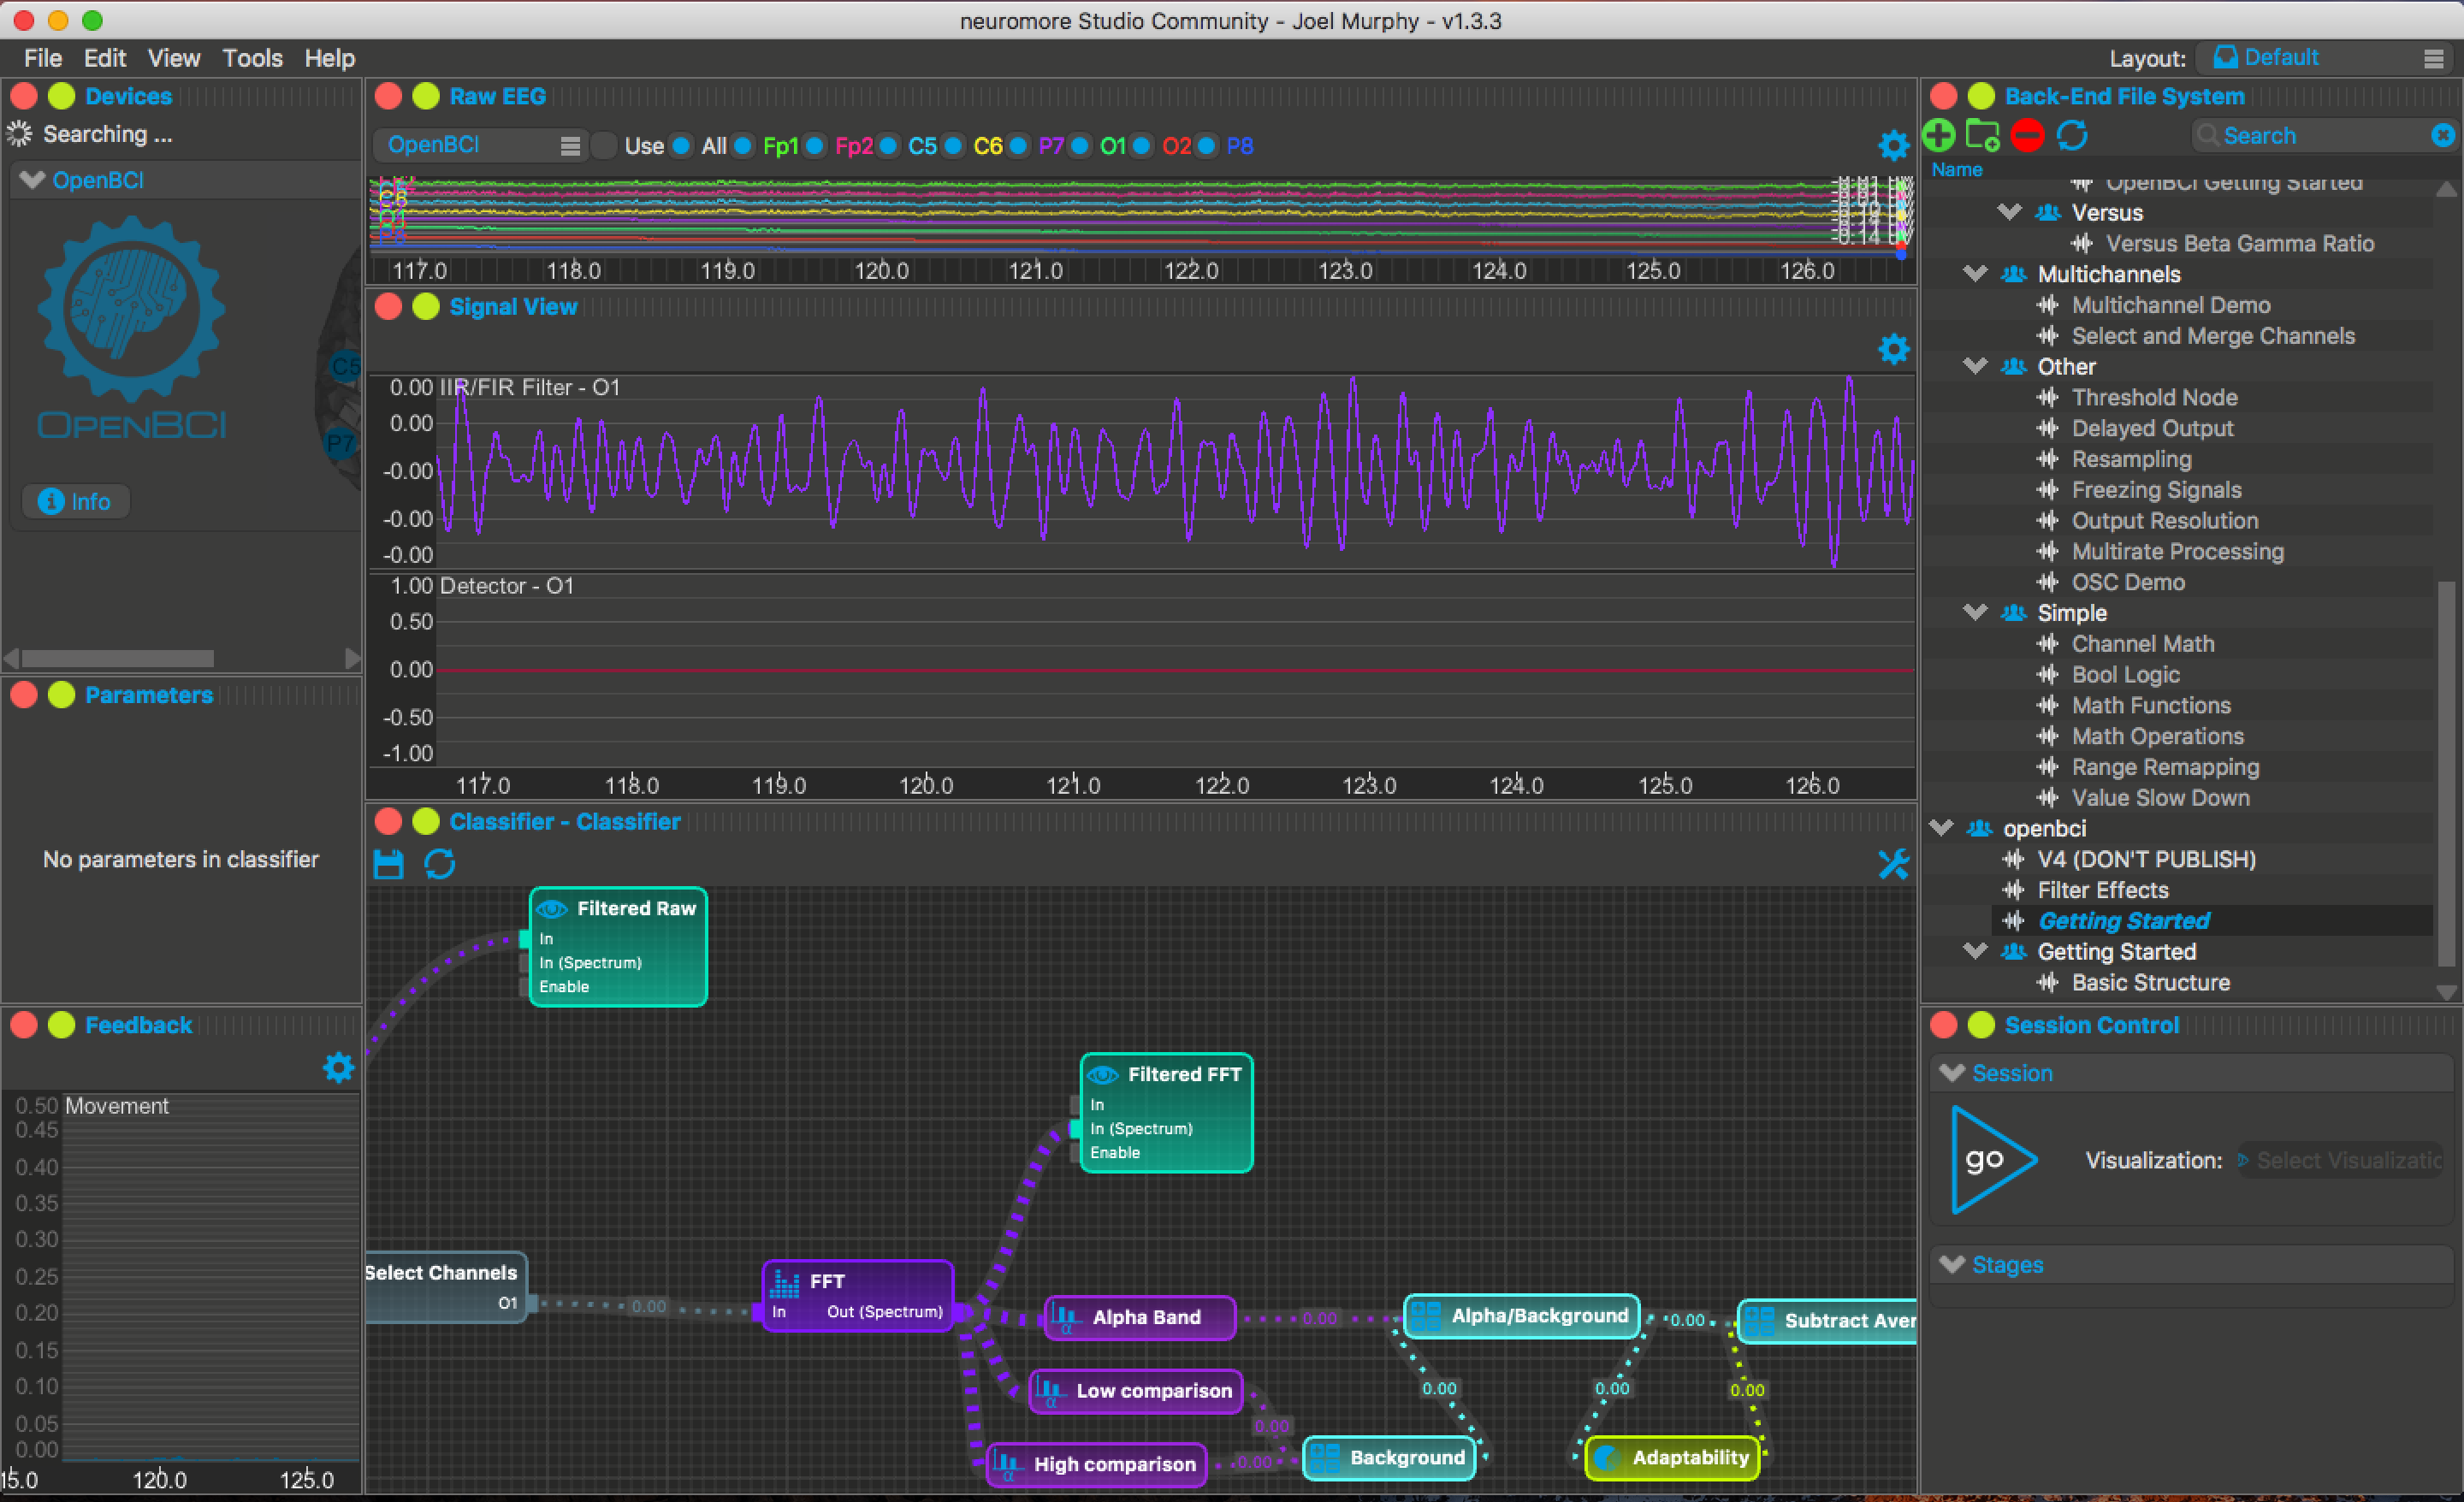 neuromore Studio Community - Joel Murphy - v1.3.3
File Edit View Tools Help
Layout: Default
Devices
Searching ...
OpenBCI
OPENBCI
C5
P7
Info
Parameters
No parameters in classifier
Feedback
0.50 Movement
0.45
0.40
0.35
0.30
0.25
0.20
0.15
0.10
0.05
0.00
15.0 120.0 125.0
Raw EEG
OpenBCI Use All Fp1 Fp2 C5 C6 P7 O1 O2 P8
117.0 118.0 119.0 120.0 121.0 122.0 123.0 124.0 125.0 126.0
Signal View
0.00 IIR/FIR Filter - O1
0.00
-0.00
-0.00
-0.00
1.00 Detector - O1
0.50
0.00
-0.50
-1.00
117.0 118.0 119.0 120.0 121.0 122.0 123.0 124.0 125.0 126.0
Classifier - Classifier
Filtered Raw
In
In (Spectrum)
Enable
Filtered FFT
In
In (Spectrum)
Enable
Select Channels
O1
0.00
FFT
In Out (Spectrum)
Alpha Band
0.00
Alpha/Background
0.00
Subtract Aver
Low comparison
0.00
0.00
0.00
0.00
High comparison
0.00
Background
Adaptability
Back-End File System
Search
Name
OpenBCI Getting Started
Versus
Versus Beta Gamma Ratio
Multichannels
Multichannel Demo
Select and Merge Channels
Other
Threshold Node
Delayed Output
Resampling
Freezing Signals
Output Resolution
Multirate Processing
OSC Demo
Simple
Channel Math
Bool Logic
Math Functions
Math Operations
Range Remapping
Value Slow Down
openbci
V4 (DON'T PUBLISH)
Filter Effects
Getting Started
Getting Started
Basic Structure
Session Control
Session
go
Visualization: Select Visualizatic
Stages